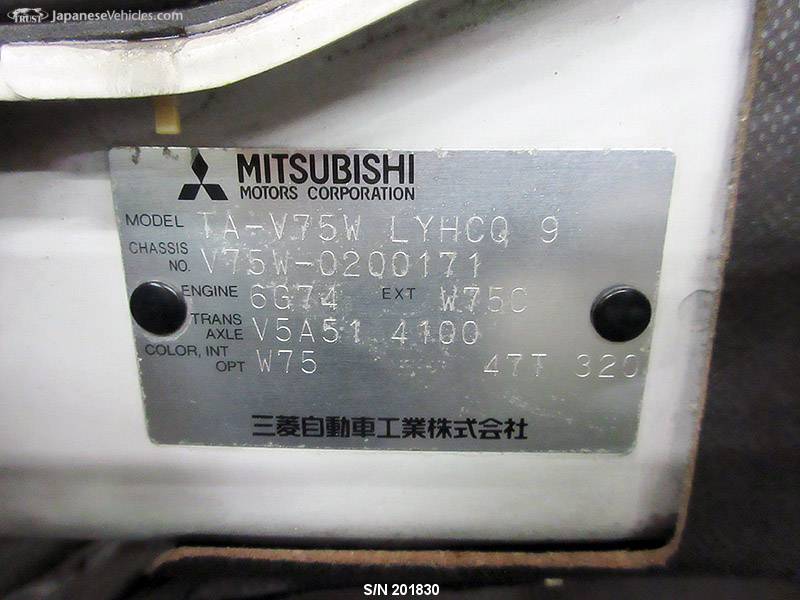 TRUST JapaneseVehicles.com
MITSUBISHI
MOTORS CORPORATION
MODEL TA-V75W LYHCQ 9
CHASSIS NO. V75W-0200171
ENGINE 6G74 EXT W75C
TRANS AXLE V5A51 4100
COLOR, INT OPT W75 47T 320
三菱自動車工業株式会社
S/N 201830